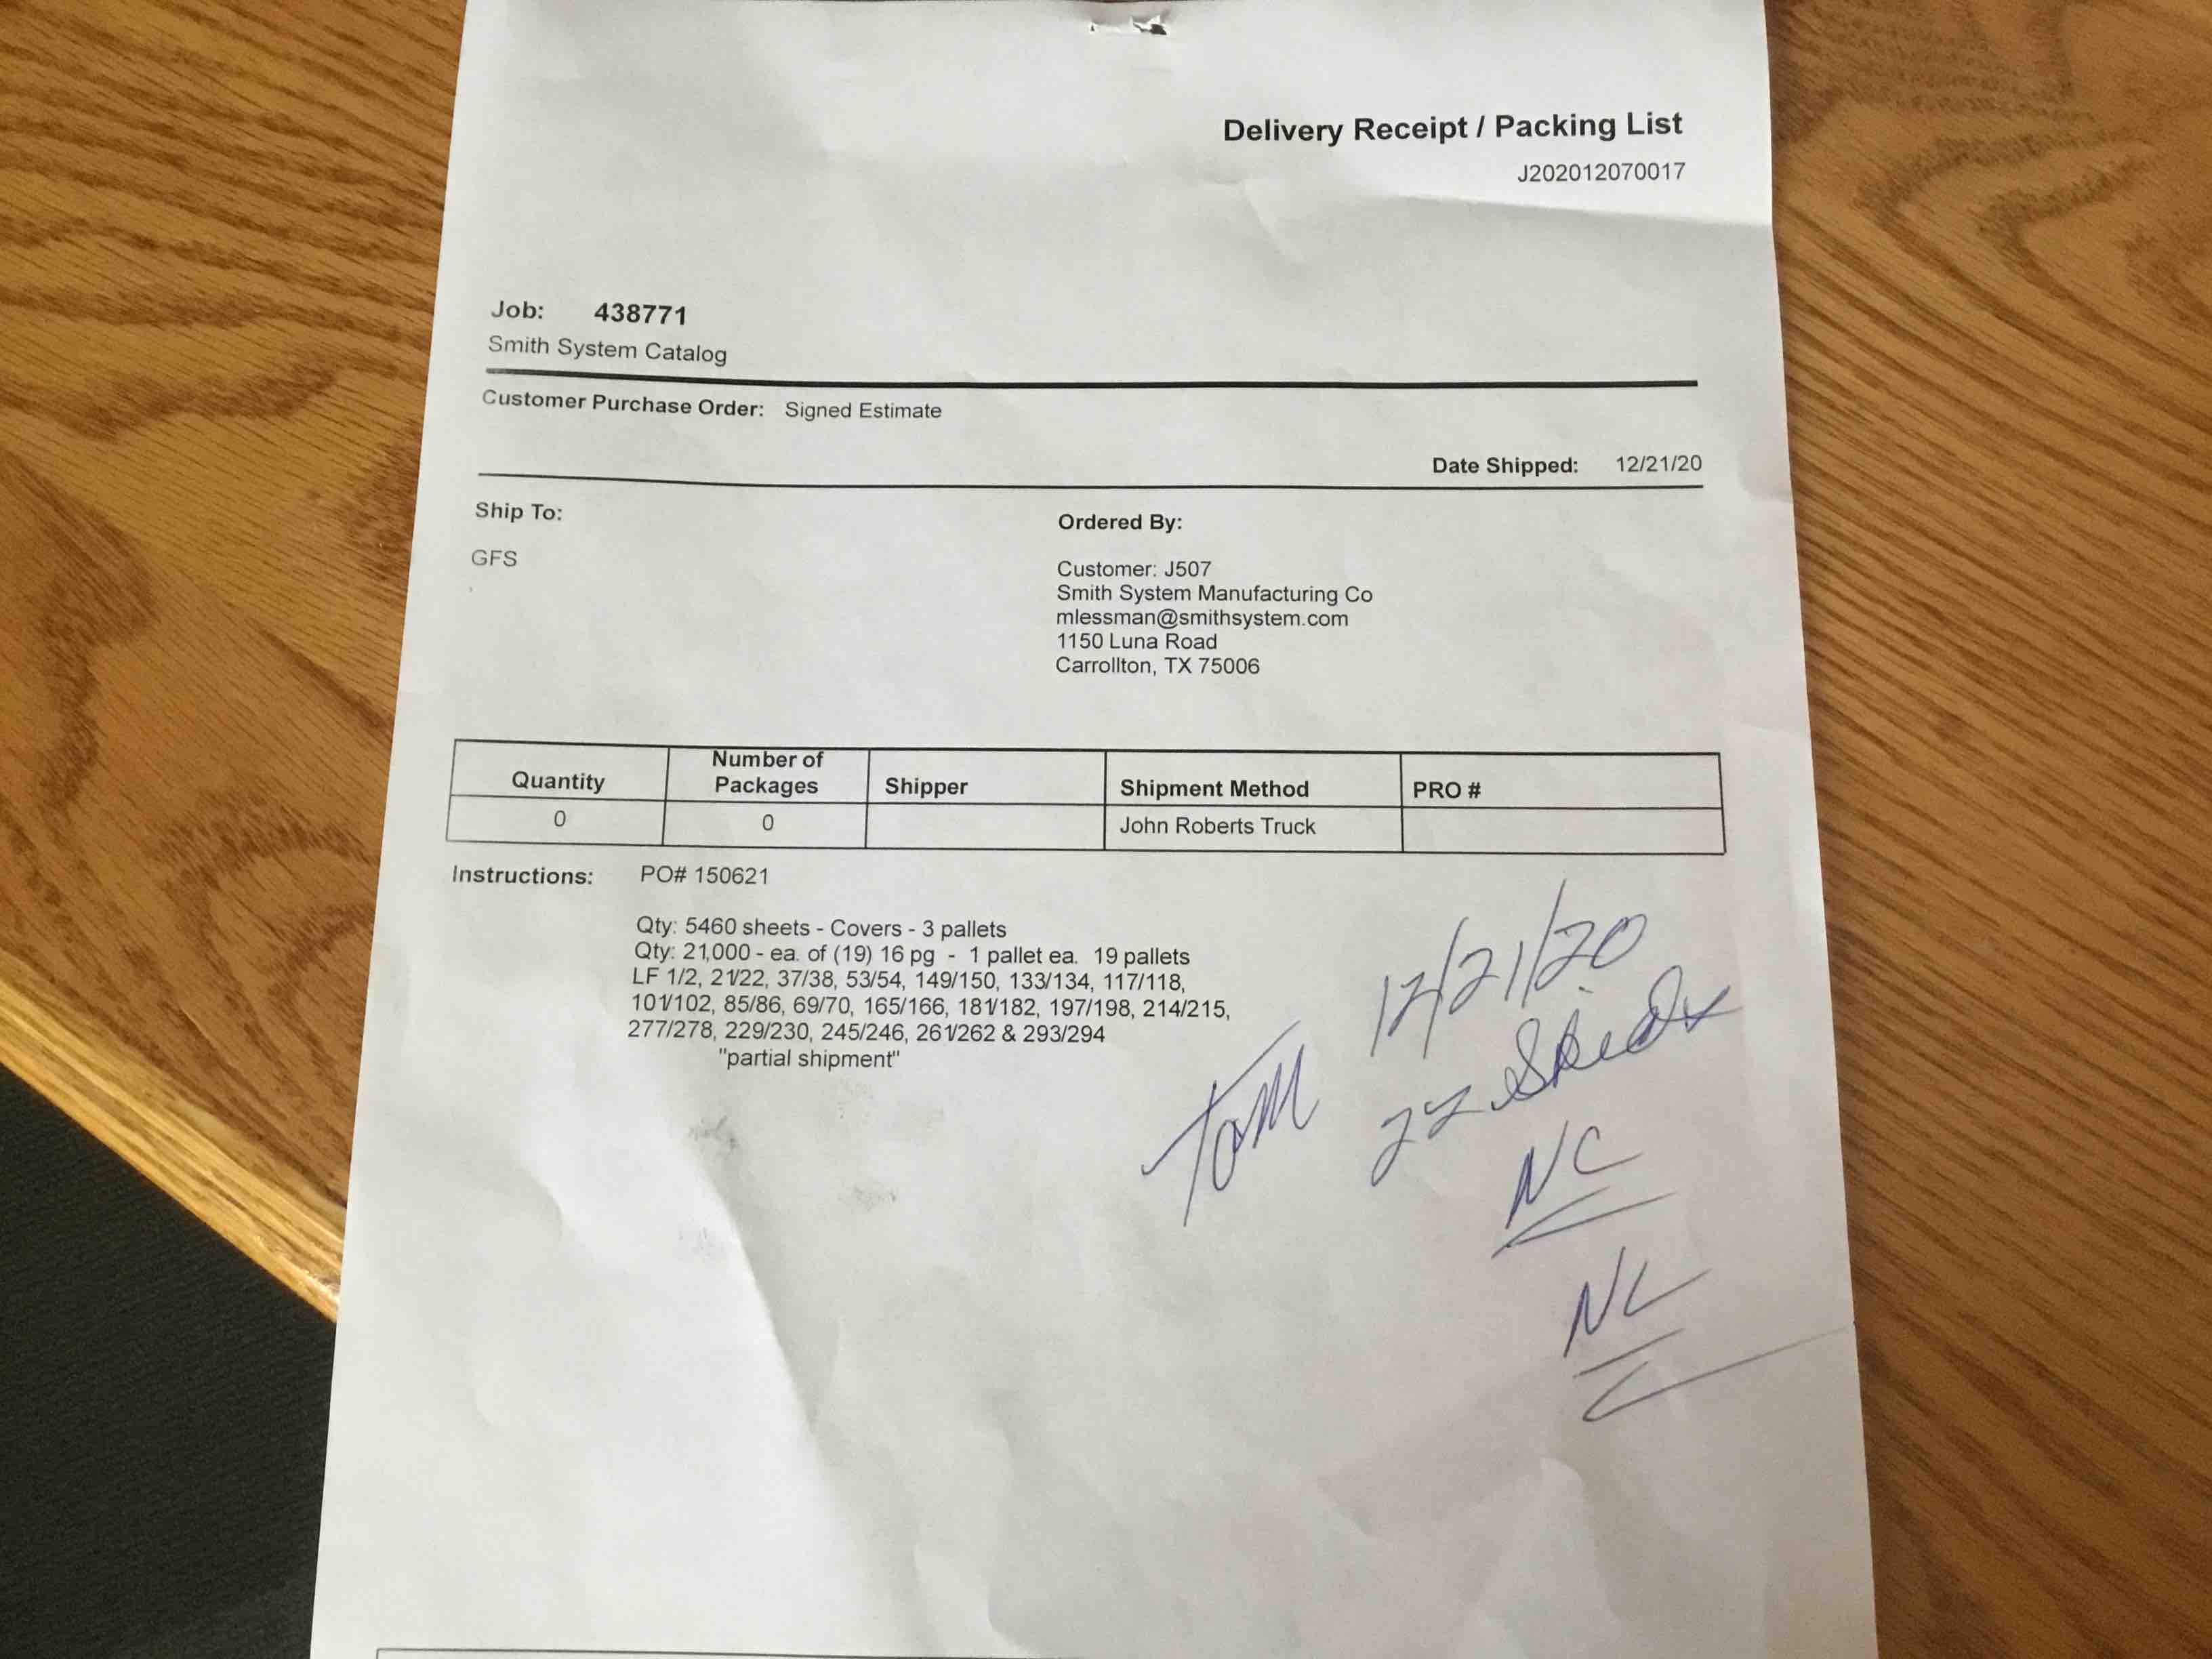 Delivery Receipt / Packing List
J202012070017
Job: 438771
Smith System Catalog
Customer Purchase Order: Signed Estimate
Date Shipped: 12/21/20
Ship To:
GFS
Ordered By:
Customer: J507
Smith System Manufacturing Co
mlessman@smithsystem.com
1150 Luna Road
Carrollton, TX 75006
Quantity Number of Packages Shipper Shipment Method PRO #
0 0 John Roberts Truck
Instructions: PO# 150621
Qty: 5460 sheets - Covers - 3 pallets
Qty: 21,000 - ea. of (19) 16 pg - 1 pallet ea. 19 pallets
LF 1/2, 21/22, 37/38, 53/54, 149/150, 133/134, 117/118,
101/102, 85/86, 69/70, 165/166, 181/182, 197/198, 214/215,
277/278, 229/230, 245/246, 261/262 & 293/294
"partial shipment"
12/21/20
Tom
22 Skids
NC
NC